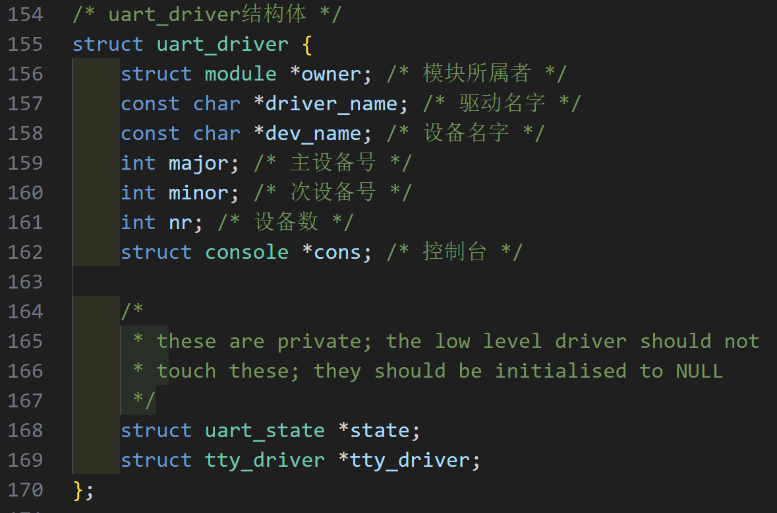 154 /* uart_driver结构体 */
155 struct uart_driver {
156 struct module *owner; /* 模块所属者 */
157 const char *driver_name; /* 驱动名字 */
158 const char *dev_name; /* 设备名字 */
159 int major; /* 主设备号 */
160 int minor; /* 次设备号 */
161 int nr; /* 设备数 */
162 struct console *cons; /* 控制台 */
163
164 /*
165 * these are private; the low level driver should not
166 * touch these; they should be initialised to NULL
167 */
168 struct uart_state *state;
169 struct tty_driver *tty_driver;
170 };